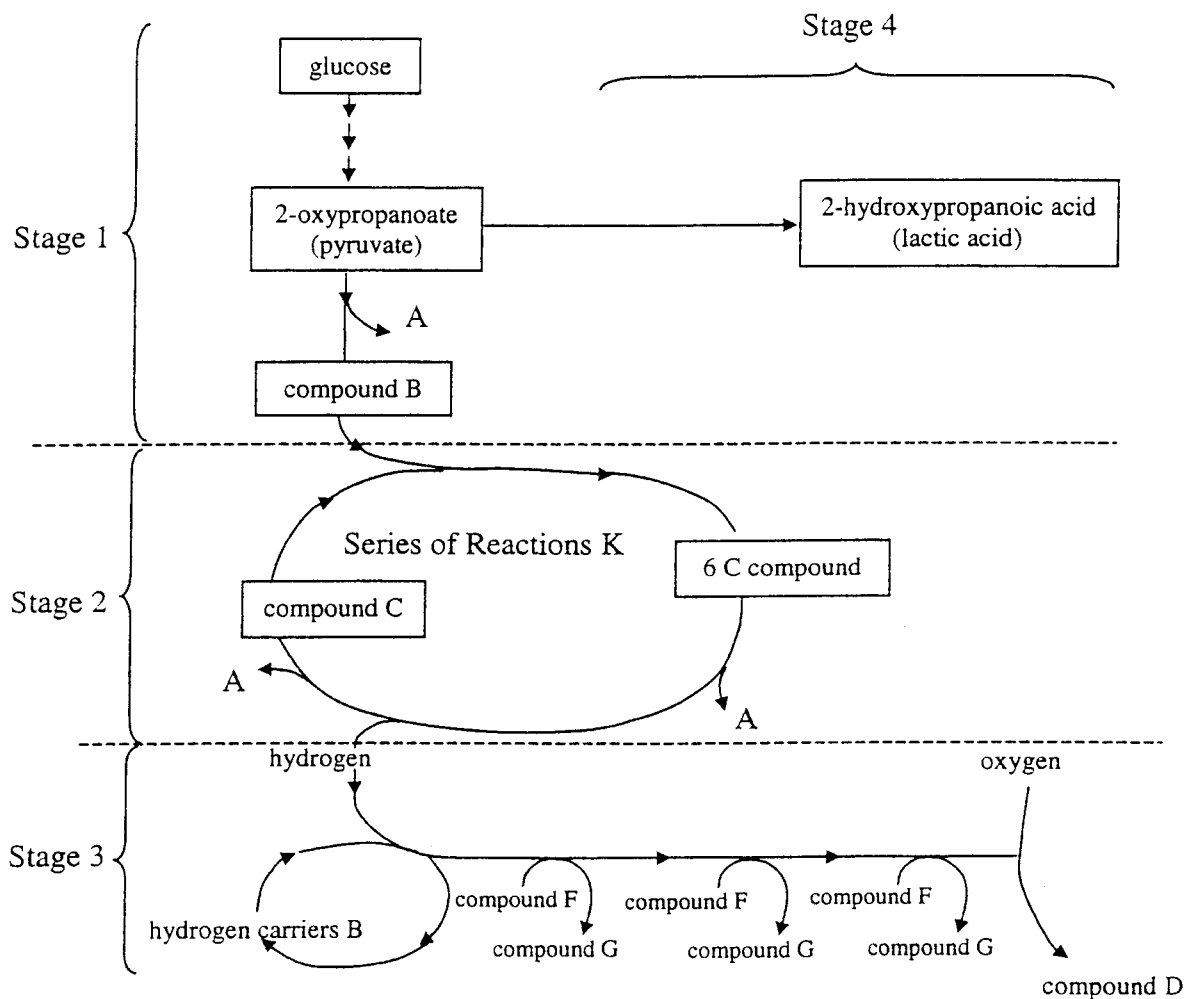 Stage 4
glucose
2-oxypropanoate
(pyruvate)
2-hydroxypropanoic acid
(lactic acid)
Stage 1
A
compound B
Series of Reactions K
6 C compound
Stage 2
compound C
A
A
hydrogen
oxygen
Stage 3
compound F
compound F
compound F
hydrogen carriers B
compound G
compound G
compound G
compound D